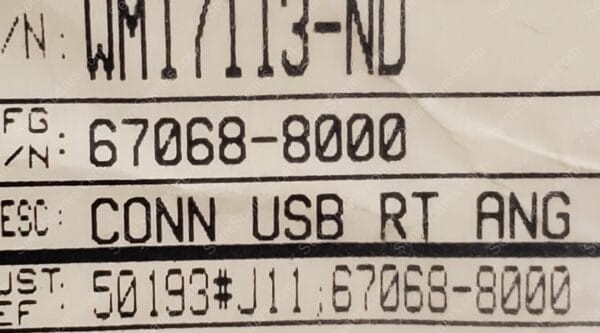 /N: WM17113-ND
FG
/N: 67068-8000
ESC: CONN USB RT ANG
UST.
EF: 50193#J11;67068-8000